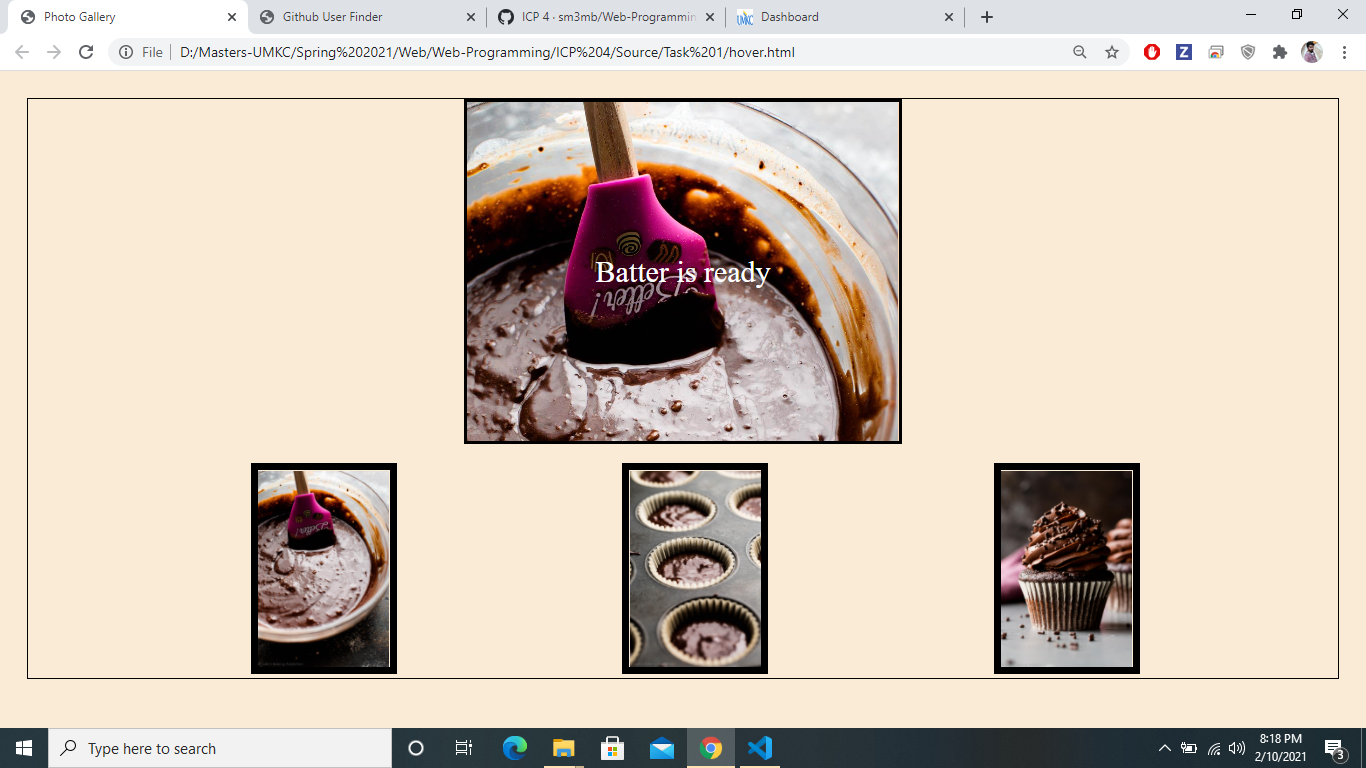 Photo Gallery
Github User Finder
ICP 4 · sm3mb/Web-Programmin
UMKC
Dashboard
File
D:/Masters-UMKC/Spring%202021/Web/Web-Programming/ICP%204/Source/Task%201/hover.html
Z
Batter is ready
Better!
Type here to search
8:18 PM
2/10/2021
3